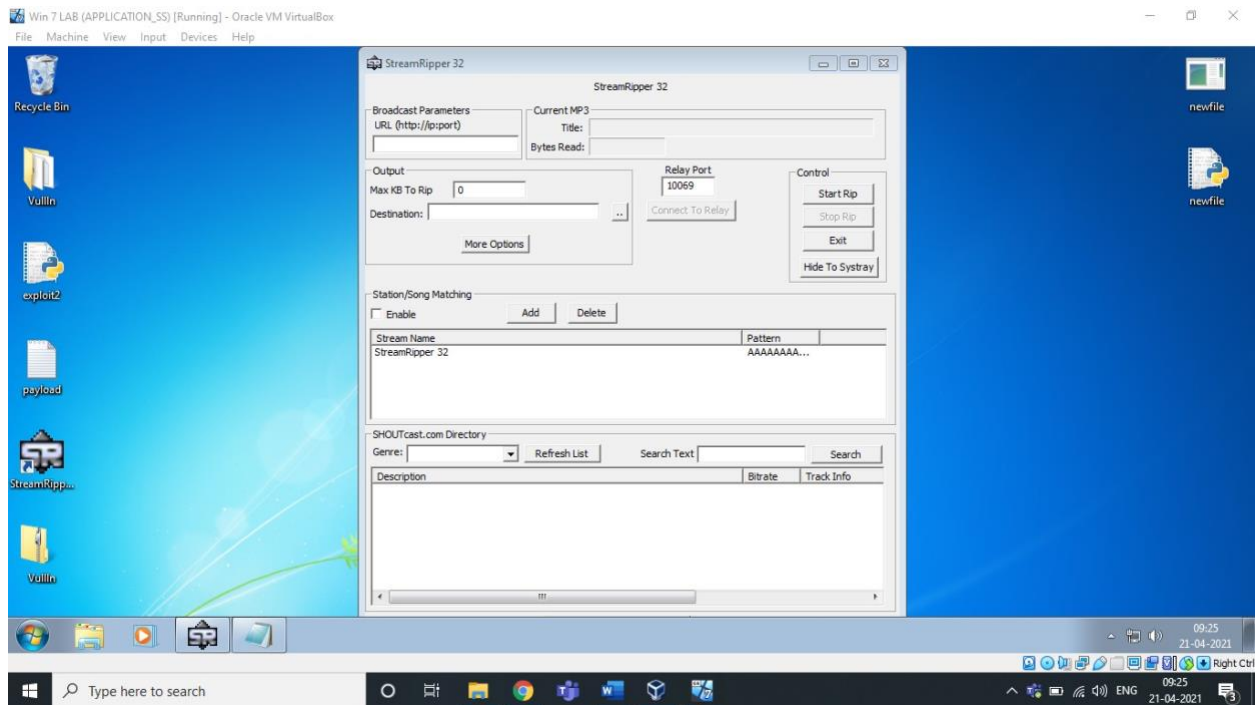 Win 7 LAB (APPLICATION_SS) [Running] - Oracle VM VirtualBox
File Machine View Input Devices Help
Recycle Bin
Vulln
exploit2
payload
StreamRipp...
Vulln
newfile
newfile
StreamRipper 32
StreamRipper 32
Broadcast Parameters
URL (http://ip:port)
Current MP3
Title:
Bytes Read:
Output
Max KB To Rip 0
Destination: ..
More Options
Relay Port
10069
Connect To Relay
Control
Start Rip
Stop Rip
Exit
Hide To Systray
Station/Song Matching
Enable Add Delete
Stream Name Pattern
StreamRipper 32 AAAAAAAA...
SHOUTcast.com Directory
Genre: Refresh List Search Text Search
Description Bitrate Track Info
09:25
21-04-2021
Right Ctrl
Type here to search
ENG
09:25
21-04-2021
3